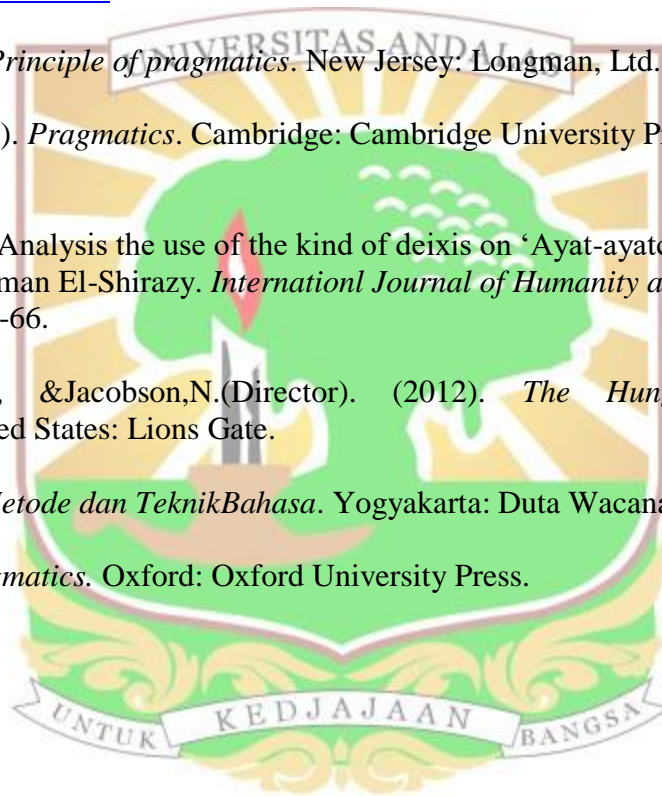 UNIVERSITAS ANDALAS
Principle of pragmatics. New Jersey: Longman, Ltd.
). Pragmatics. Cambridge: Cambridge University
Analysis the use of the kind of deixis on ‘Ayat-ayat
man El-Shirazy. Internationl Journal of Humanity
-66.
, &Jacobson,N.(Director). (2012). The
ed States: Lions Gate.
Metode dan TeknikBahasa. Yogyakarta: Duta Wacana
gmatics. Oxford: Oxford University Press.
UNTUK KEDJAJAAN BANGSA